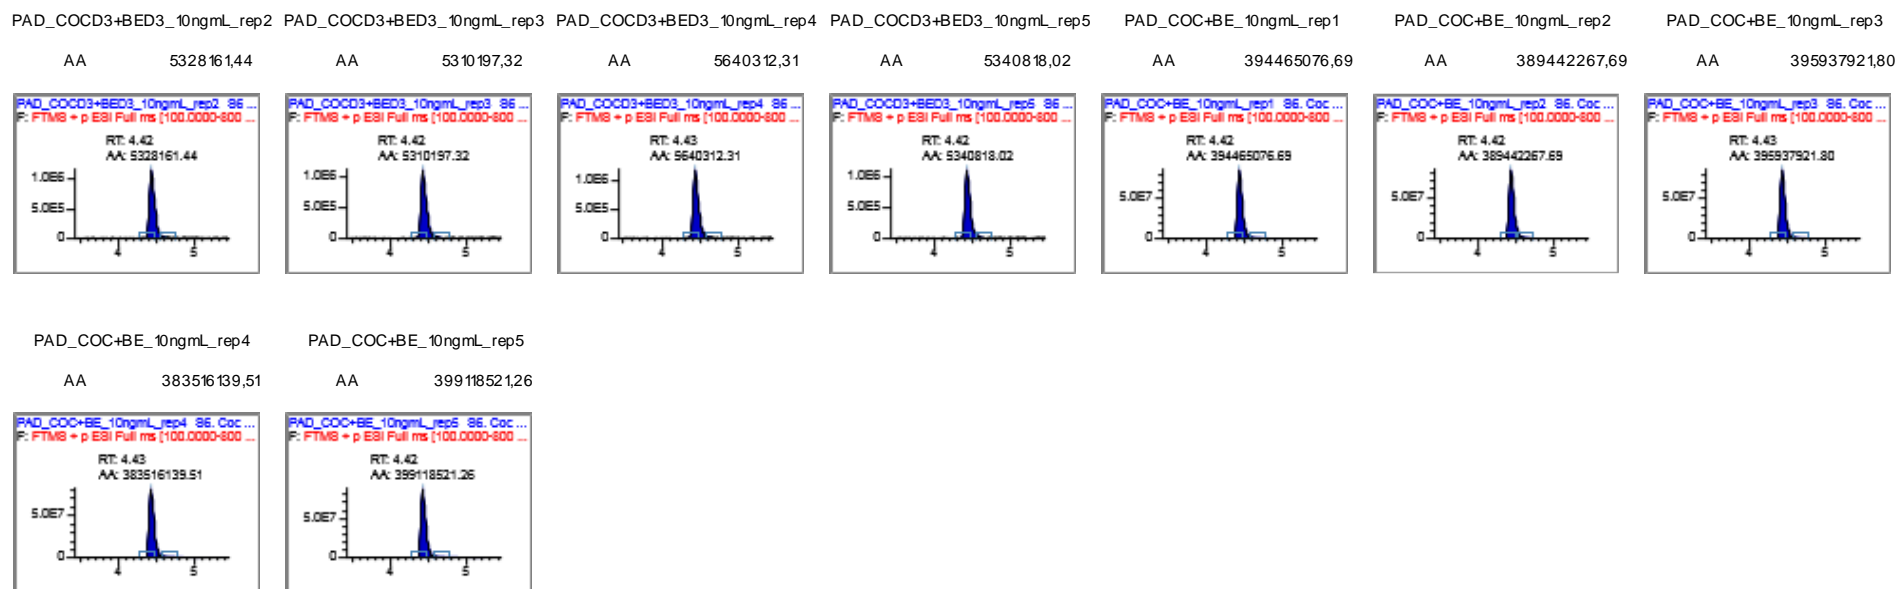 PAD_COCD3+BED3_10ngmL_rep2 PAD_COCD3+BED3_10ngmL_rep3 PAD_COCD3+BED3_10ngmL_rep4 PAD_COCD3+BED3_10ngmL_rep5 PAD_COC+BE_10ngmL_rep1 PAD_COC+BE_10ngmL_rep2 PAD_COC+BE_10ngmL_rep3
AA 5328161,44 AA 5310197,32 AA 5640312,31 AA 5340818,02 AA 394465076,69 AA 389442267,69 AA 395937921,80
PAD_COCD3+BED3_10ngmL_rep2 86 ...
F: FTMS + p ESI Full ms [100.0000-800 ...
RT: 4.42
AA: 5328161.44
1.0E6
5.0E5
0
4 5
PAD_COCD3+BED3_10ngmL_rep3 86 ...
F: FTMS + p ESI Full ms [100.0000-800 ...
RT: 4.42
AA: 5310197.32
1.0E6
5.0E5
0
4 5
PAD_COCD3+BED3_10ngmL_rep4 86 ...
F: FTMS + p ESI Full ms [100.0000-800 ...
RT: 4.43
AA: 5640312.31
1.0E6
5.0E5
0
4 5
PAD_COCD3+BED3_10ngmL_rep5 86 ...
F: FTMS + p ESI Full ms [100.0000-800 ...
RT: 4.42
AA: 5340818.02
1.0E6
5.0E5
0
4 5
PAD_COC+BE_10ngmL_rep1 86. Coc ...
F: FTMS + p ESI Full ms [100.0000-800 ...
RT: 4.42
AA: 394465076.69
5.0E7
0
4 5
PAD_COC+BE_10ngmL_rep2 86. Coc ...
F: FTMS + p ESI Full ms [100.0000-800 ...
RT: 4.42
AA: 389442267.69
5.0E7
0
4 5
PAD_COC+BE_10ngmL_rep3 86. Coc ...
F: FTMS + p ESI Full ms [100.0000-800 ...
RT: 4.43
AA: 395937921.80
5.0E7
0
4 5
PAD_COC+BE_10ngmL_rep4 PAD_COC+BE_10ngmL_rep5
AA 383516139,51 AA 399118521,26
PAD_COC+BE_10ngmL_rep4 86. Coc ...
F: FTMS + p ESI Full ms [100.0000-800 ...
RT: 4.43
AA: 383516139.51
5.0E7
0
4 5
PAD_COC+BE_10ngmL_rep5 86. Coc ...
F: FTMS + p ESI Full ms [100.0000-800 ...
RT: 4.42
AA: 399118521.26
5.0E7
0
4 5